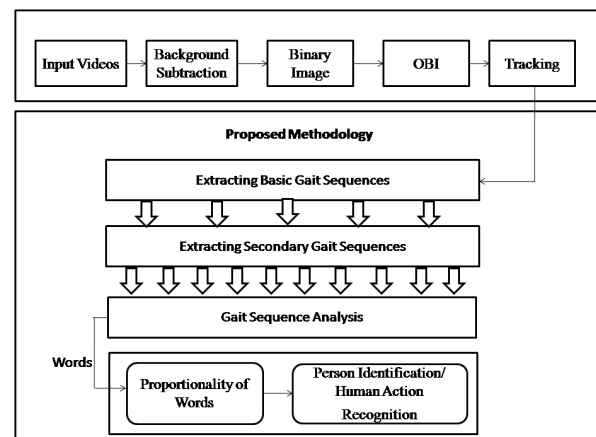 Input Videos
Background
Subtraction
Binary
Image
OBI
Tracking
Proposed Methodology
Extracting Basic Gait Sequences
Extracting Secondary Gait Sequences
Gait Sequence Analysis
Words
Proportionality of
Words
Person Identification/
Human Action
Recognition